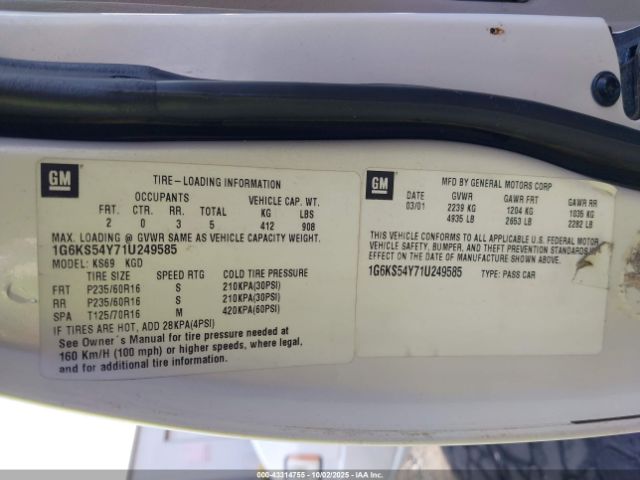 GM
TIRE-LOADING INFORMATION
OCCUPANTS VEHICLE CAP. WT.
FRT. CTR. RR. TOTAL KG LBS
2 0 3 5 412 908
MAX. LOADING @ GVWR SAME AS VEHICLE CAPACITY WEIGHT.
1G6KS54Y71U249585
MODEL: KS69 KGD
TIRE SIZE SPEED RTG COLD TIRE PRESSURE
FRT P235/60R16 S 210KPA(30PSI)
RR P235/60R16 S 210KPA(30PSI)
SPA T125/70R16 M 420KPA(60PSI)
IF TIRES ARE HOT, ADD 28KPA(4PSI)
See Owner's Manual for tire pressure needed at
160 Km/H (100 mph) or higher speeds, where legal,
and for additional tire information.
GM
MFD BY GENERAL MOTORS CORP
DATE GVWR GAWR FRT GAWR RR
03/01 2239 KG 1204 KG 1035 KG
4935 LB 2653 LB 2282 LB
THIS VEHICLE CONFORMS TO ALL APPLICABLE U.S. FEDERAL MOTOR
VEHICLE SAFETY, BUMPER, AND THEFT PREVENTION STANDARDS IN
EFFECT ON THE DATE OF MANUFACTURE SHOWN ABOVE.
1G6KS54Y71U249585 TYPE: PASS CAR
000-43314755 - 10/02/2025 - IAAI.com